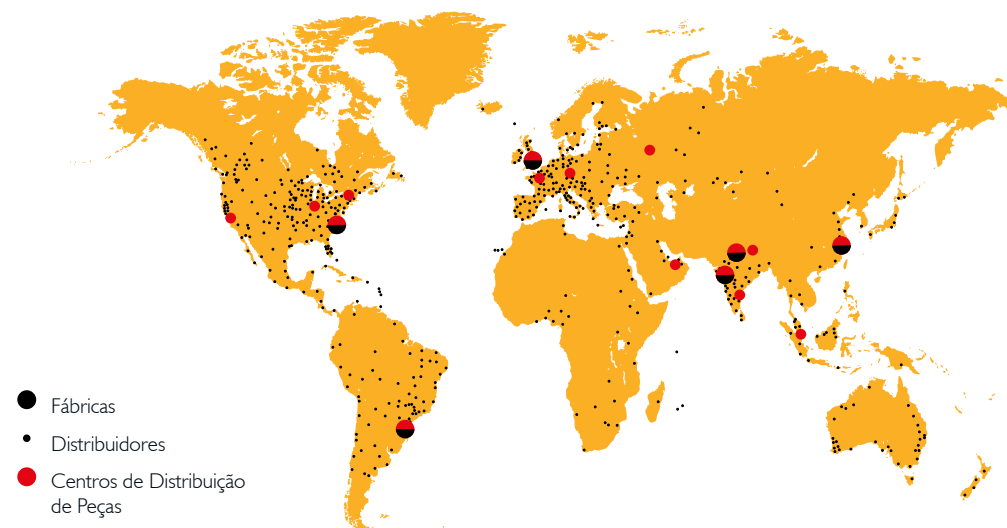 Fábricas
Distribuidores
Centros de Distribuição
de Peças